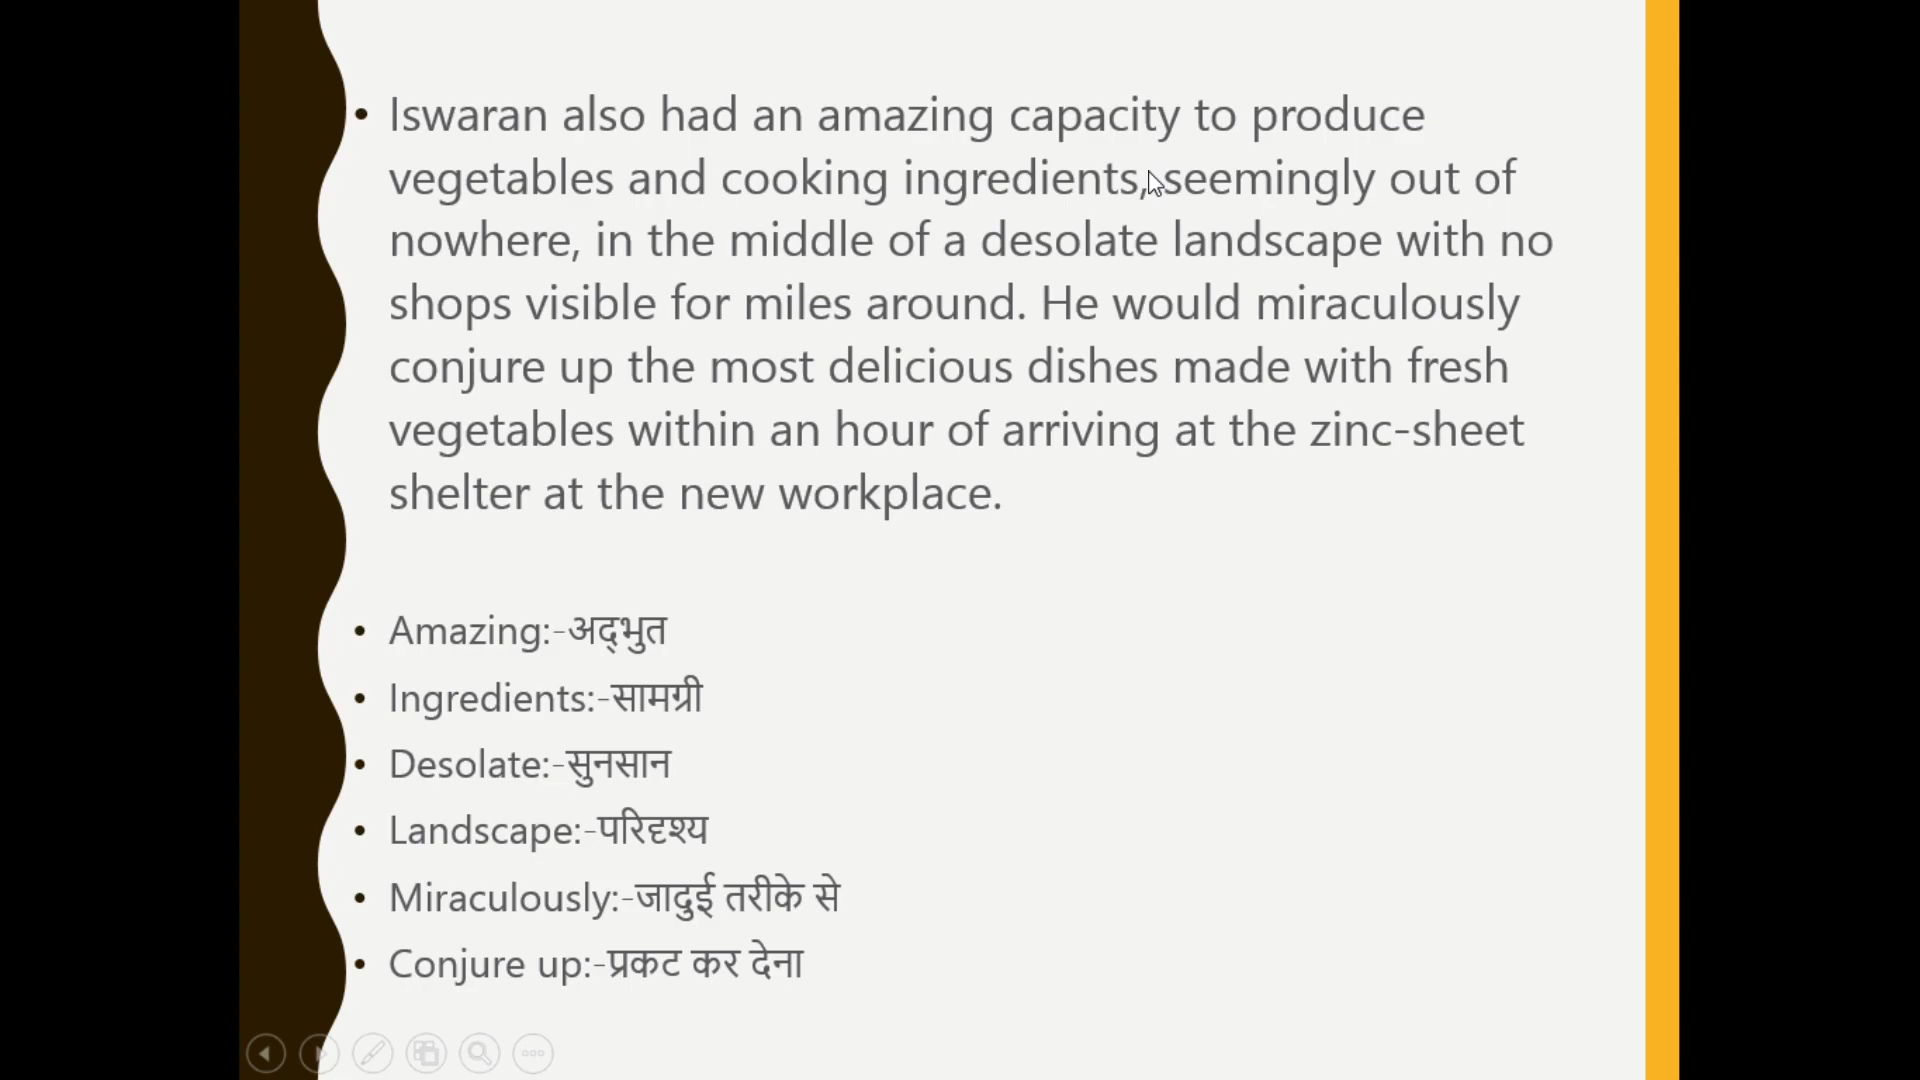 • Iswaran also had an amazing capacity to produce
vegetables and cooking ingredients, seemingly out of
nowhere, in the middle of a desolate landscape with no
shops visible for miles around. He would miraculously
conjure up the most delicious dishes made with fresh
vegetables within an hour of arriving at the zinc-sheet
shelter at the new workplace.
• Amazing:-अद्भुत
• Ingredients:-सामग्री
• Desolate:-सुनसान
• Landscape:-परिदृश्य
• Miraculously:-जादुई तरीके से
• Conjure up:-प्रकट कर देना